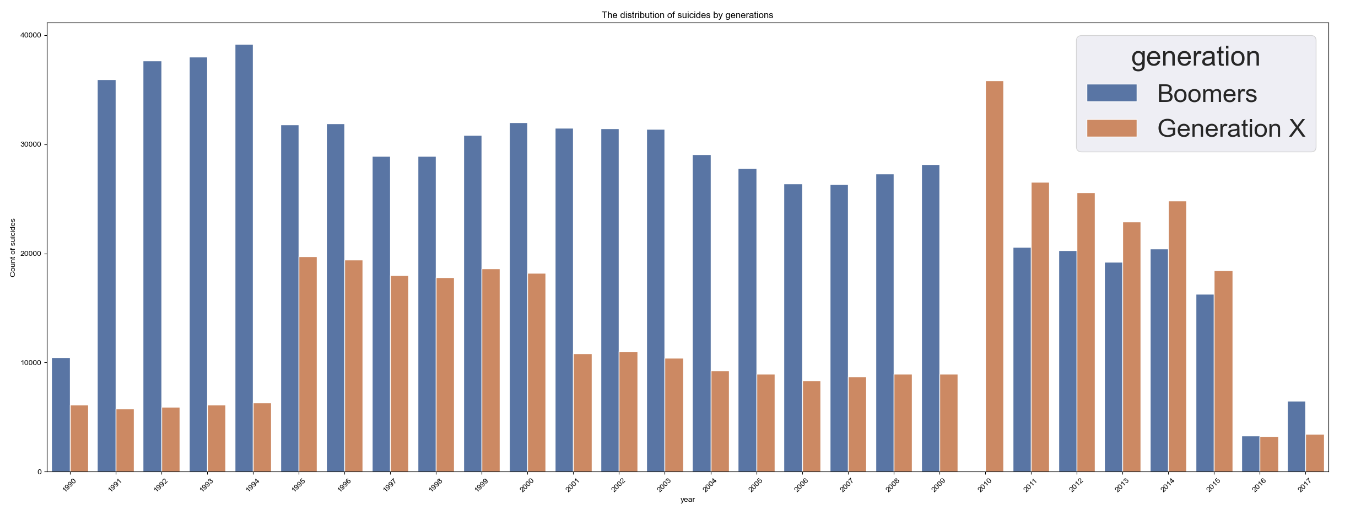 The distribution of suicides by generations
40000
30000
20000
10000
0
Count of suicides
generation
Boomers
Generation X
1990 1991 1992 1993 1994 1995 1996 1997 1998 1999 2000 2001 2002 2003 2004 2005 2006 2007 2008 2009 2010 2011 2012 2013 2014 2015 2016 2017
year